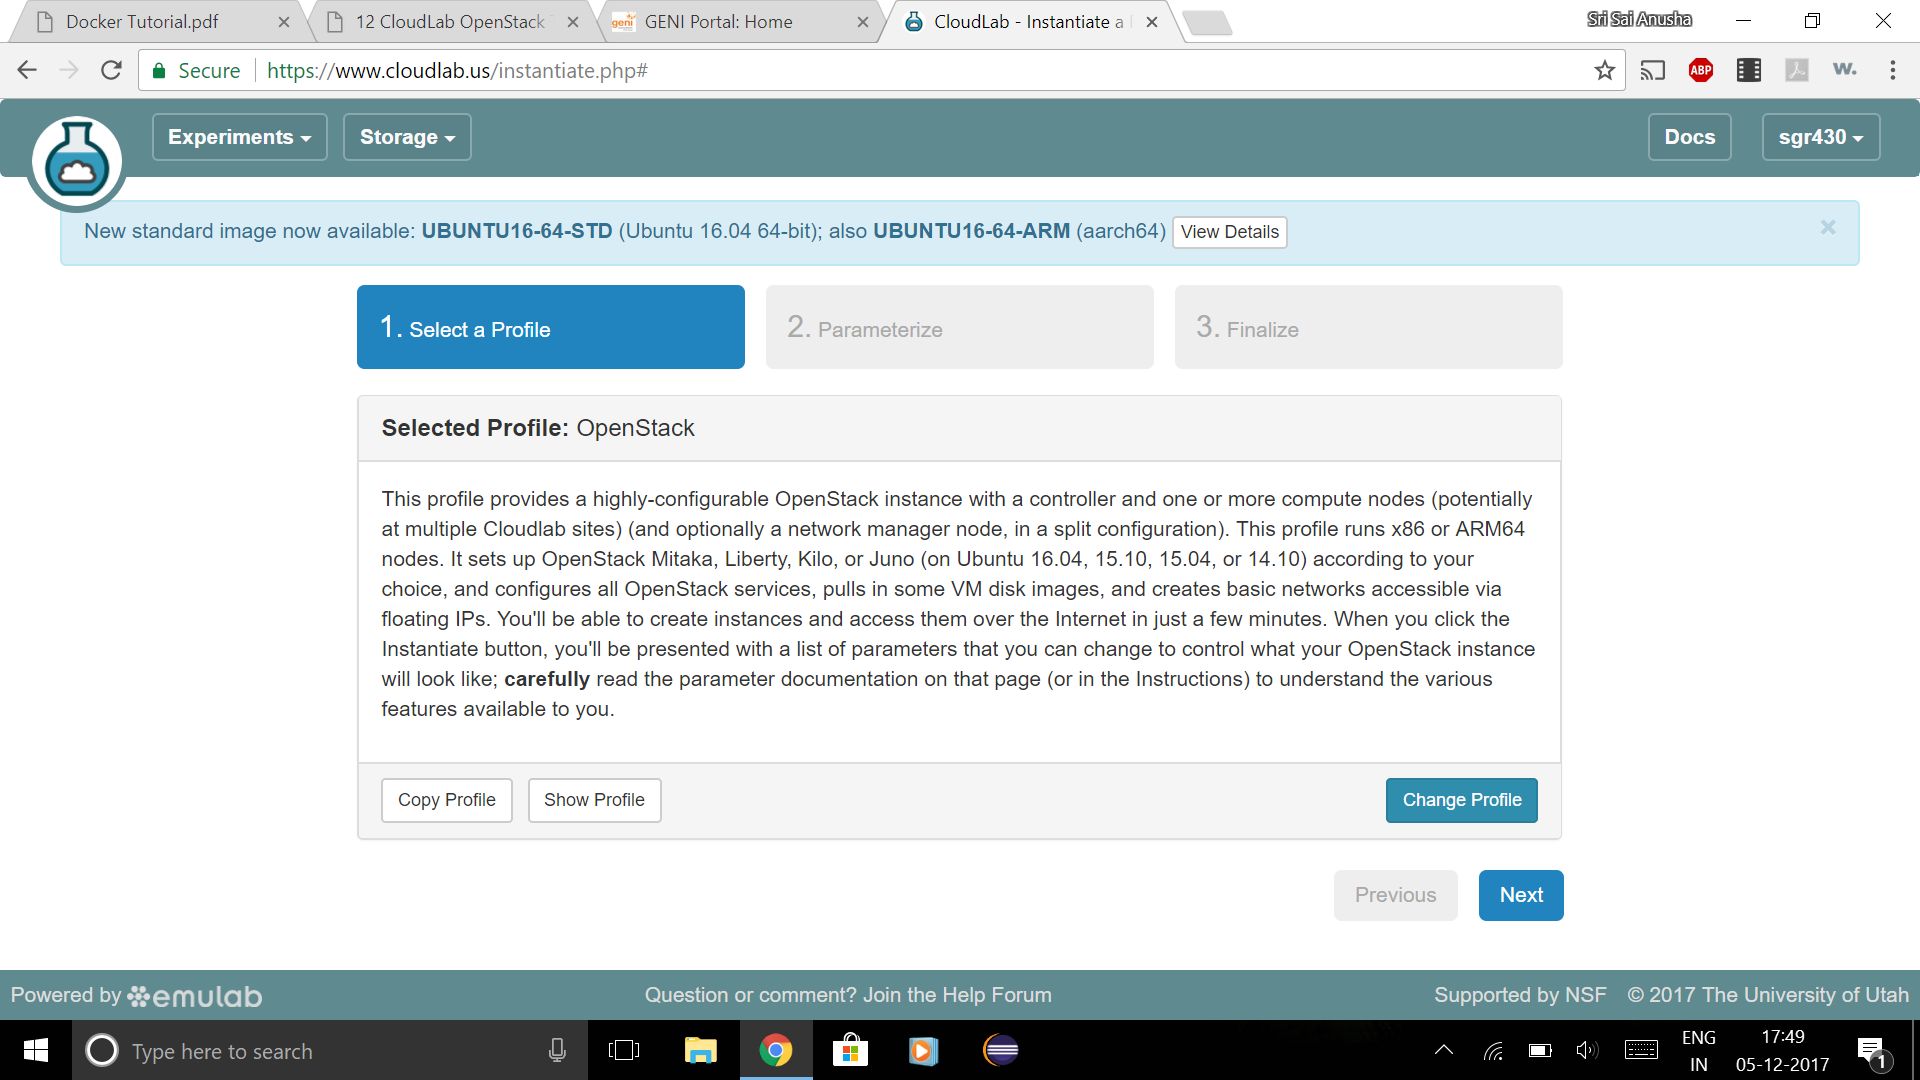 Docker Tutorial.pdf
12 CloudLab OpenStack
GENI Portal: Home
CloudLab - Instantiate a
Sri Sai Anusha
Secure
https://www.cloudlab.us/instantiate.php#
ABP
w.
Experiments
Storage
Docs
sgr430
New standard image now available: UBUNTU16-64-STD (Ubuntu 16.04 64-bit); also UBUNTU16-64-ARM (aarch64) View Details
1. Select a Profile
2. Parameterize
3. Finalize
Selected Profile: OpenStack
This profile provides a highly-configurable OpenStack instance with a controller and one or more compute nodes (potentially
at multiple Cloudlab sites) (and optionally a network manager node, in a split configuration). This profile runs x86 or ARM64
nodes. It sets up OpenStack Mitaka, Liberty, Kilo, or Juno (on Ubuntu 16.04, 15.10, 15.04, or 14.10) according to your
choice, and configures all OpenStack services, pulls in some VM disk images, and creates basic networks accessible via
floating IPs. You'll be able to create instances and access them over the Internet in just a few minutes. When you click the
Instantiate button, you'll be presented with a list of parameters that you can change to control what your OpenStack instance
will look like; carefully read the parameter documentation on that page (or in the Instructions) to understand the various
features available to you.
Copy Profile
Show Profile
Change Profile
Previous
Next
Powered by emulab
Question or comment? Join the Help Forum
Supported by NSF
© 2017 The University of Utah
Type here to search
ENG
IN
17:49
05-12-2017
1